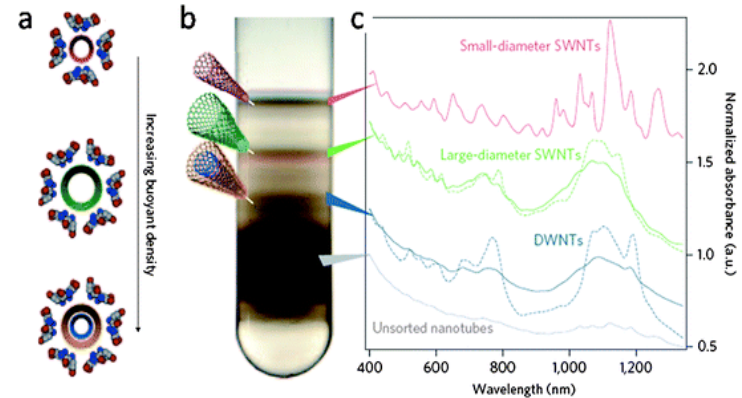 a
b
c
Increasing buoyant density
Small-diameter SWNTs
Large-diameter SWNTs
DWNTs
Unsorted nanotubes
2.0
1.5
1.0
0.5
Normalized absorbance (a.u.)
400
600
800
1,000
1,200
Wavelength (nm)